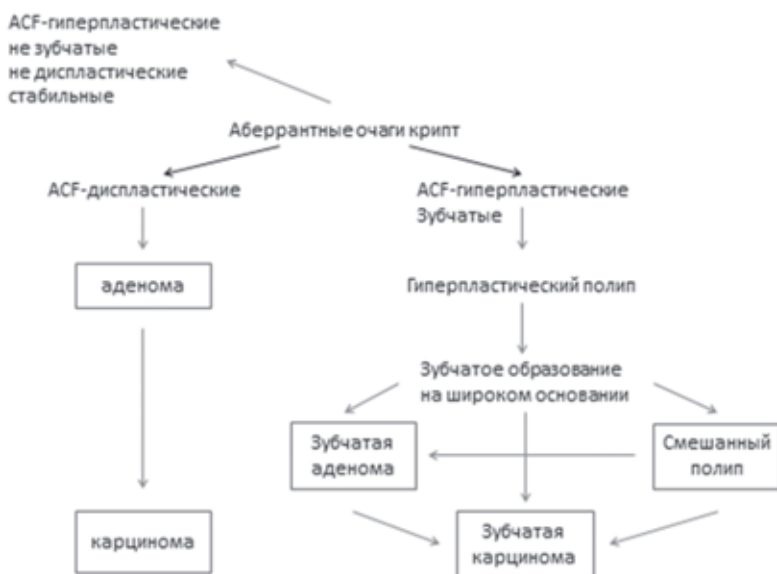 ACF-гиперпластические
не зубчатые
не диспластические
стабильные
Аберрантные очаги крипт
ACF-диспластические
ACF-гиперпластические
Зубчатые
аденома
Гиперпластический полип
Зубчатое образование
на широком основании
Зубчатая
аденома
Смешанный
полип
карцинома
Зубчатая
карцинома